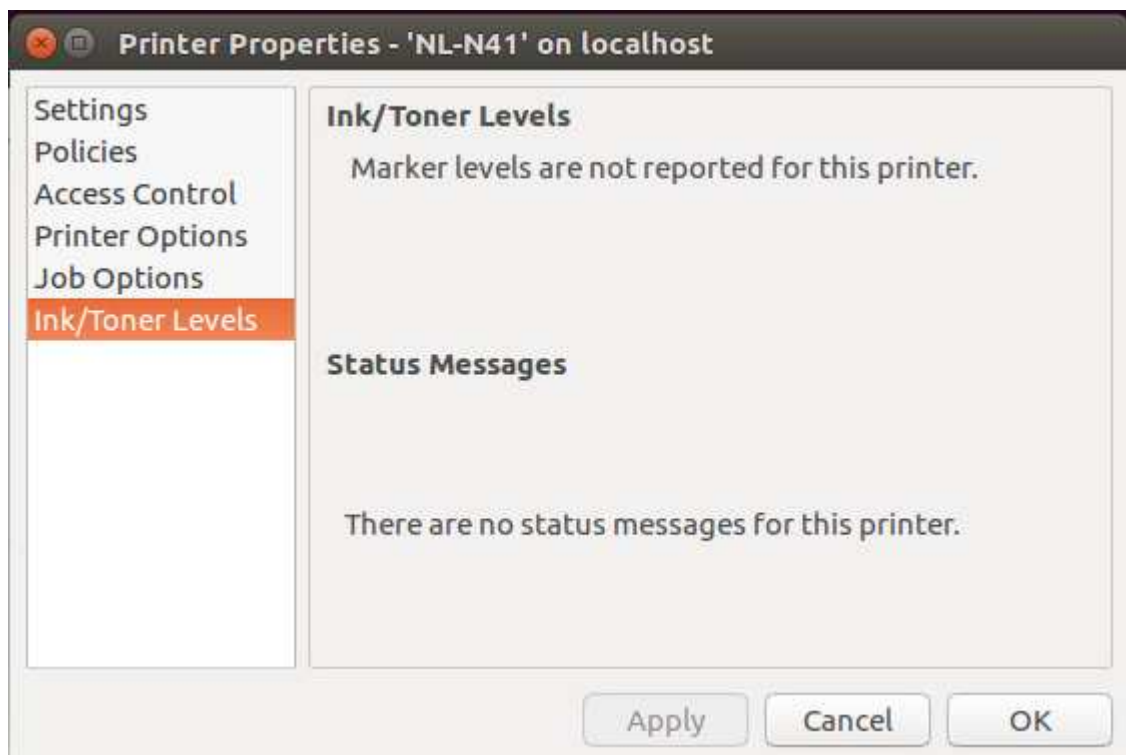 Printer Properties - 'NL-N41' on localhost
Settings
Policies
Access Control
Printer Options
Job Options
Ink/Toner Levels
Ink/Toner Levels
Marker levels are not reported for this printer.
Status Messages
There are no status messages for this printer.
Apply
Cancel
OK